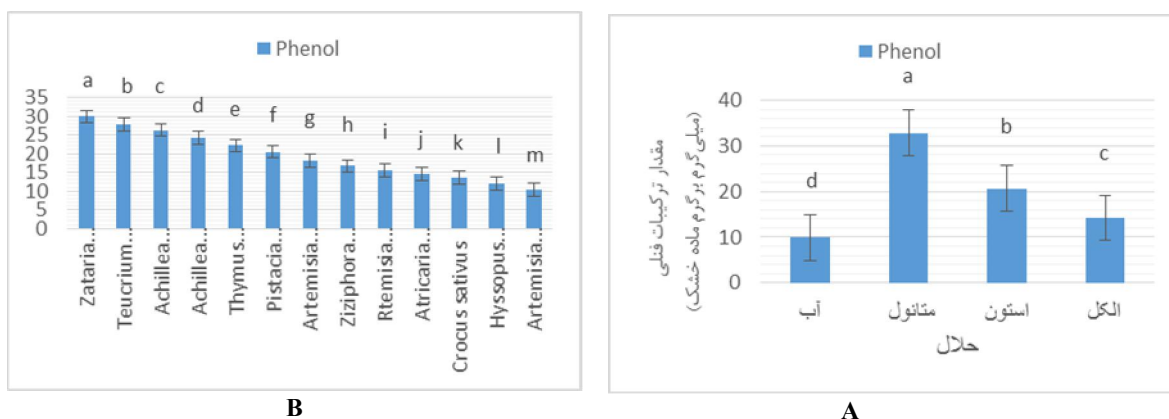 Phenol
a b c d e f g h i j k l m
35
30
25
20
15
10
5
0
Zataria...
Teucrium...
Achillea...
Achillea...
Thymus...
Pistacia...
Artemisia...
Ziziphora...
Rtemisia...
Atricaria...
Crocus sativus
Hyssopus...
Artemisia...
B
Phenol
مقدار ترکیبات فنلی
(میلی گرم برگرم ماده خشک)
40
30
20
10
0
d a b c
آب متانول استون الکل
حلال
A